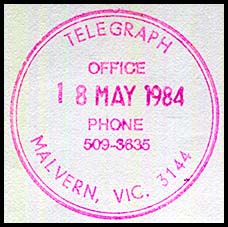 TELEGRAPH
OFFICE
18 MAY 1984
PHONE
509-3635
MALVERN, VIC. 3144